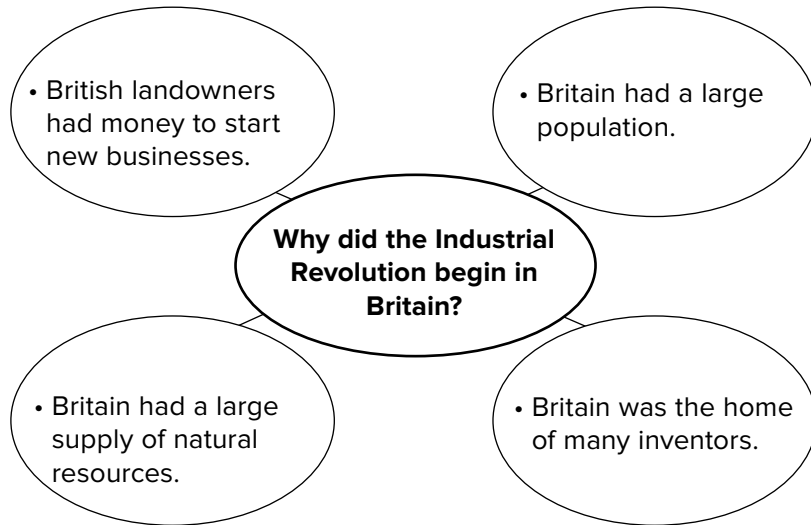 • British landowners
had money to start
new businesses.
• Britain had a large
population.
Why did the Industrial
Revolution begin in
Britain?
• Britain had a large
supply of natural
resources.
• Britain was the home
of many inventors.